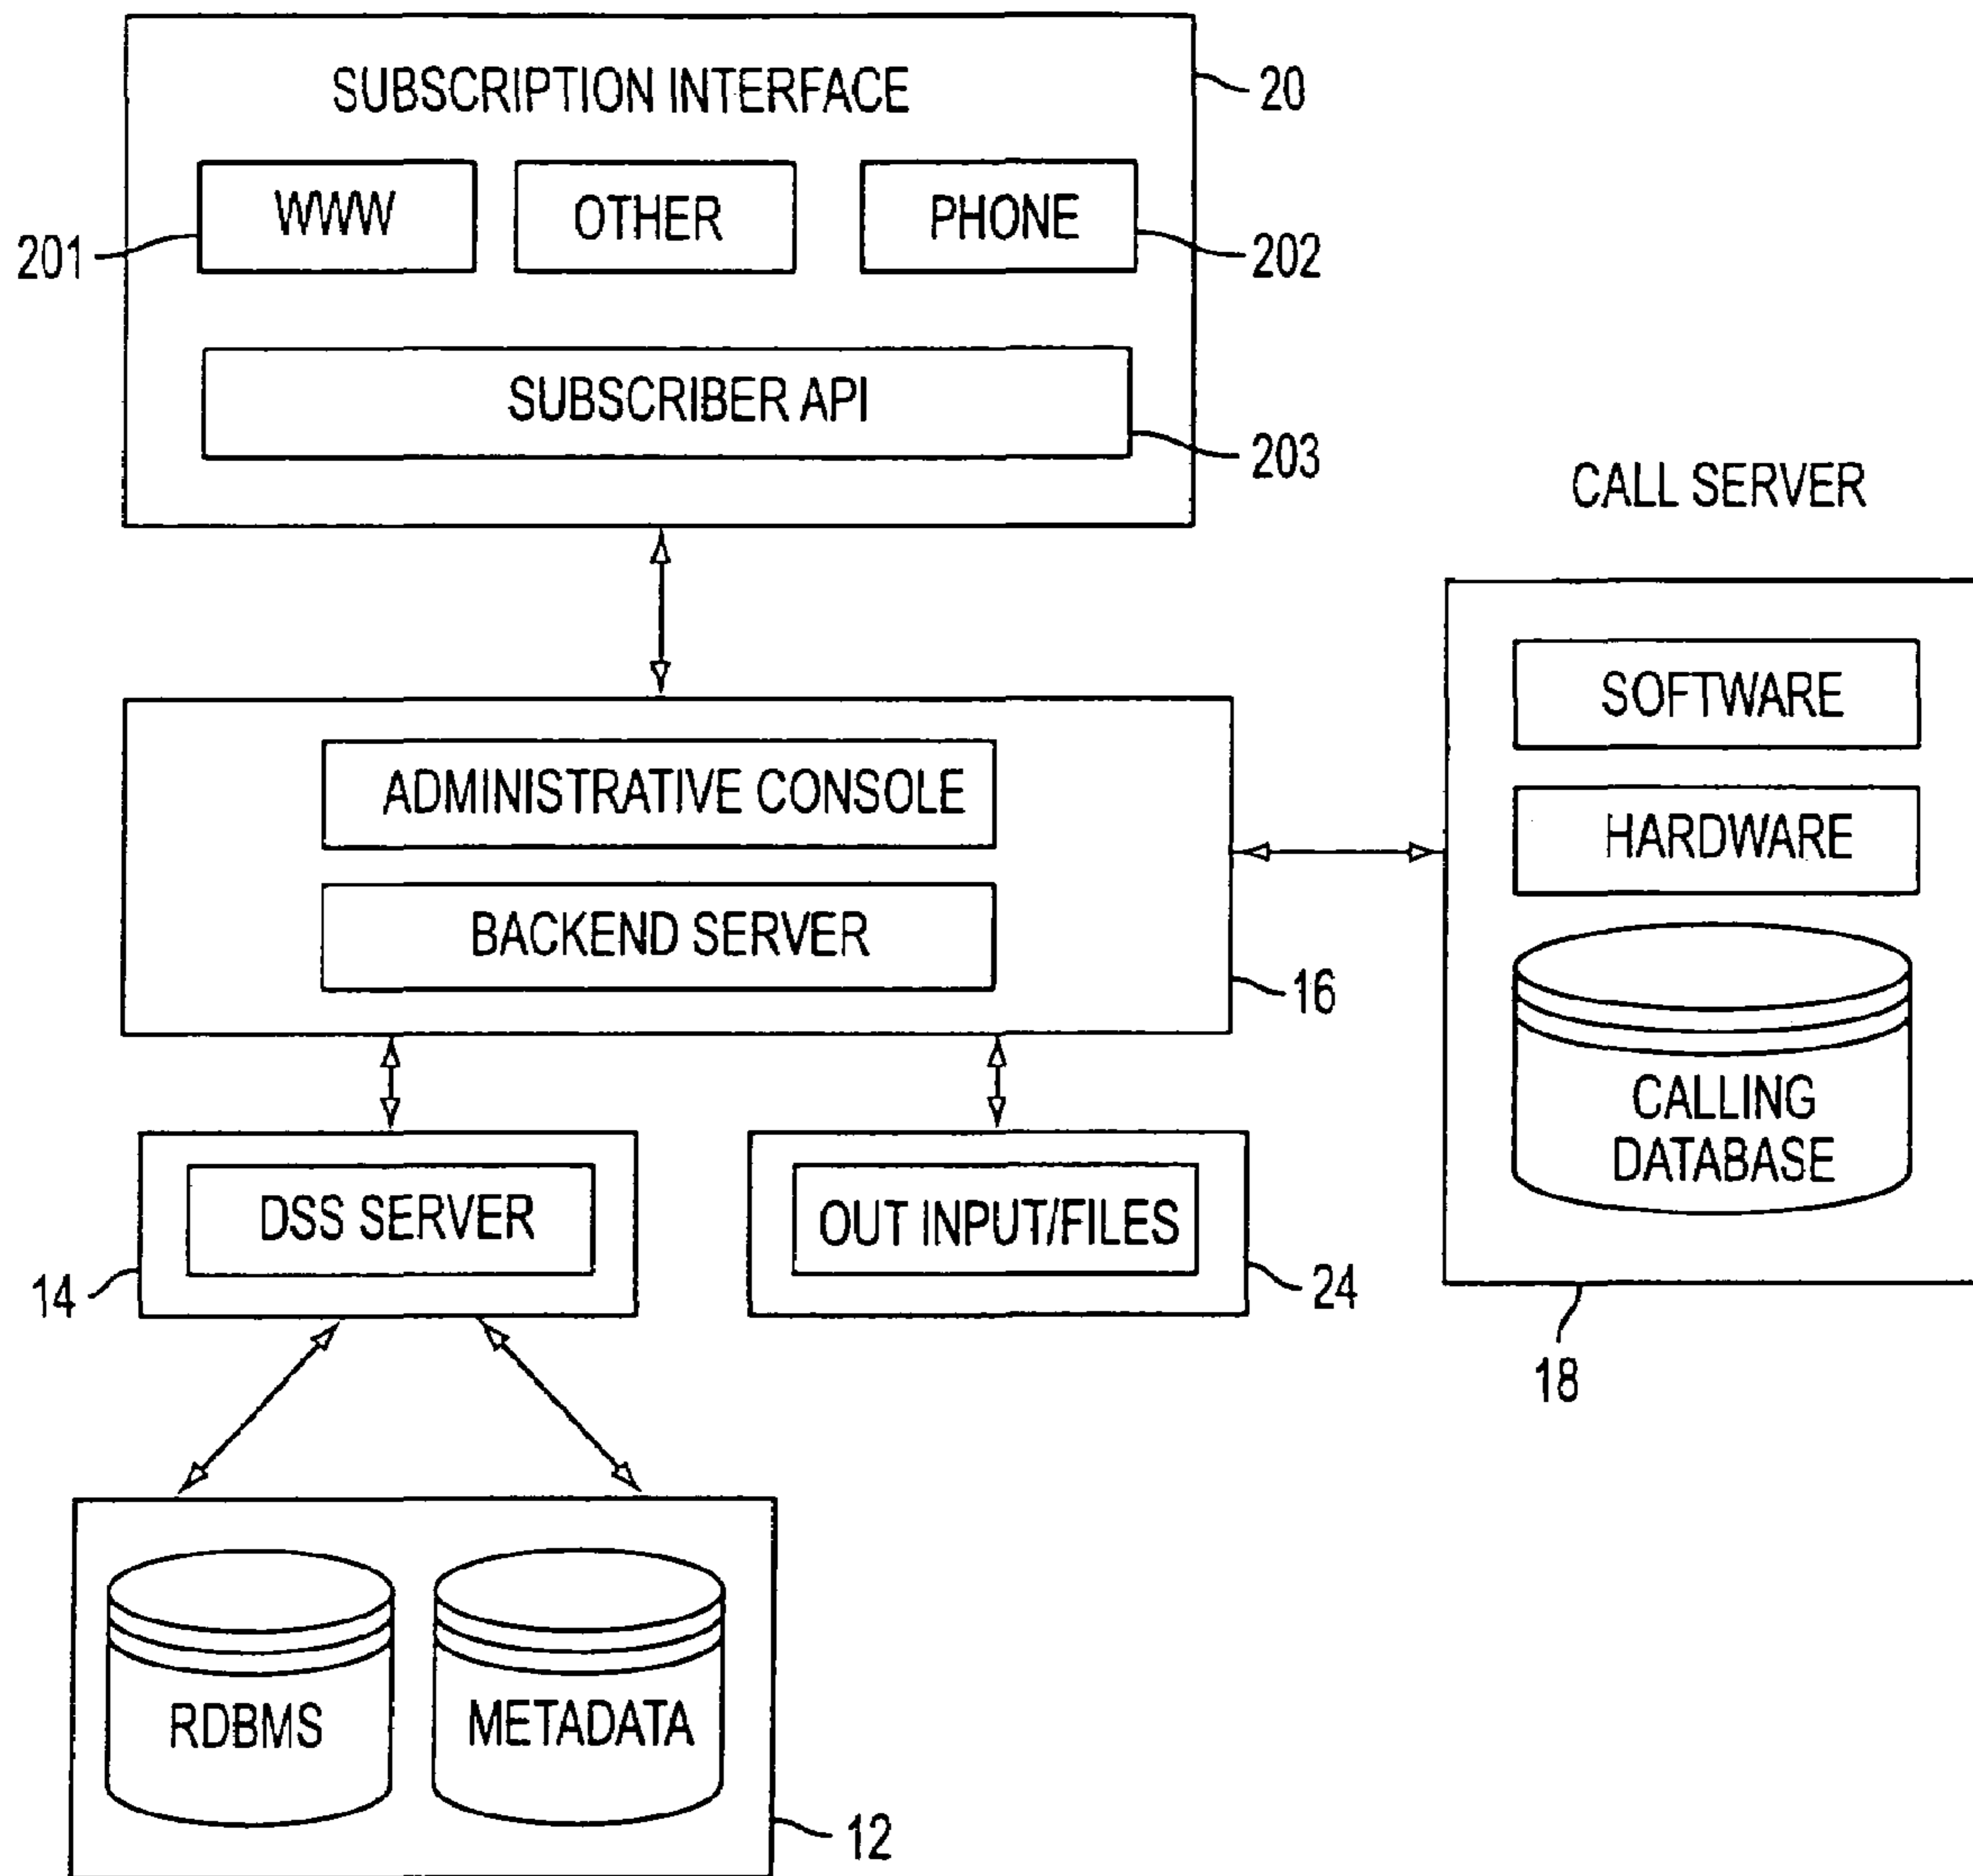 SUBSCRIPTION INTERFACE
20
WWW
OTHER
PHONE
201
202
SUBSCRIBER API
203
CALL SERVER
SOFTWARE
ADMINISTRATIVE CONSOLE
HARDWARE
BACKEND SERVER
16
CALLING
DATABASE
DSS SERVER
OUT INPUT/FILES
14
24
18
RDBMS
METADATA
12